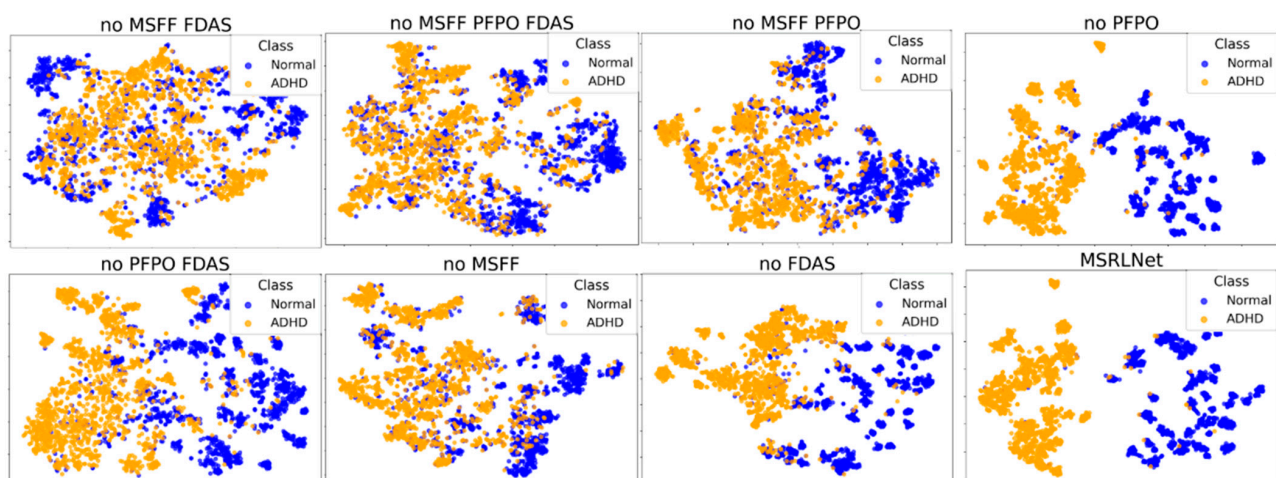 no MSFF FDAS
Class
Normal
ADHD
no MSFF PFPO FDAS
Class
Normal
ADHD
no MSFF PFPO
Class
Normal
ADHD
no PFPO
Class
Normal
ADHD
no PFPO FDAS
Class
Normal
ADHD
no MSFF
Class
Normal
ADHD
no FDAS
Class
Normal
ADHD
MSRLNet
Class
Normal
ADHD